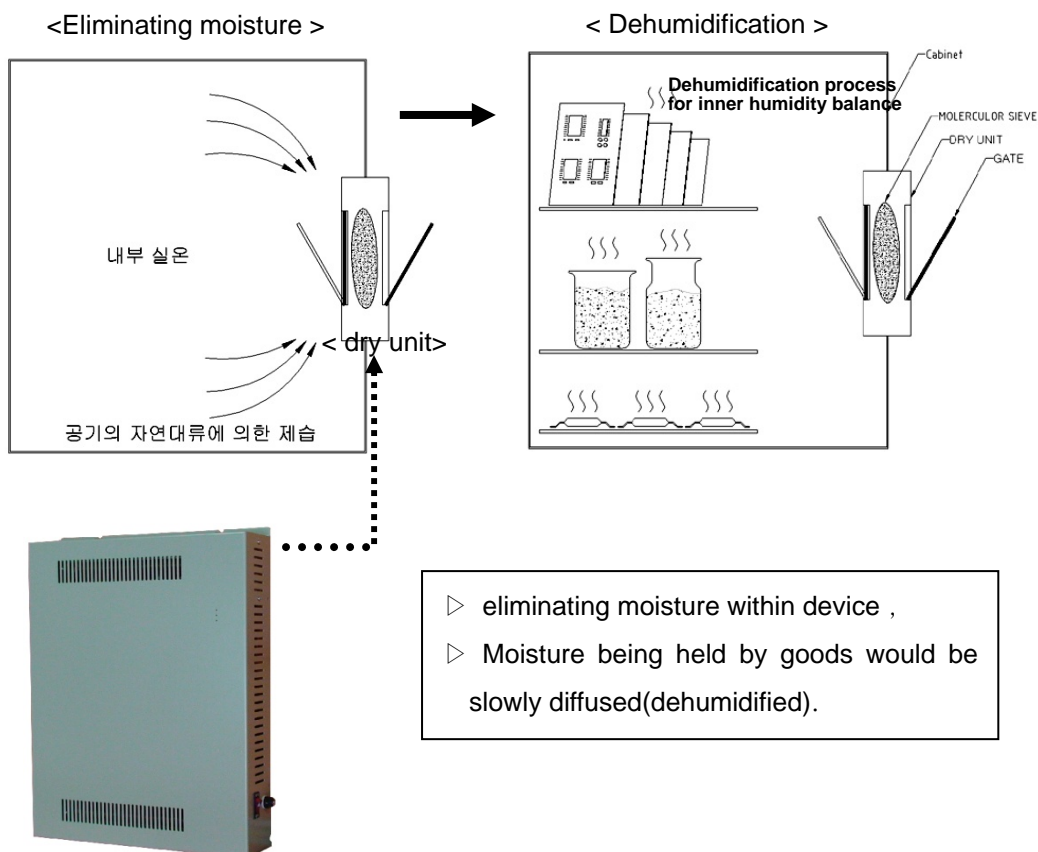 <Eliminating moisture >
< Dehumidification >
Cabinet
Dehumidification process
for inner humidity balance
MOLERCULOR SIEVE
DRY UNIT
GATE
내부 실온
< dry unit>
공기의 자연대류에 의한 제습
▷ eliminating moisture within device ,
▷ Moisture being held by goods would be
slowly diffused(dehumidified).